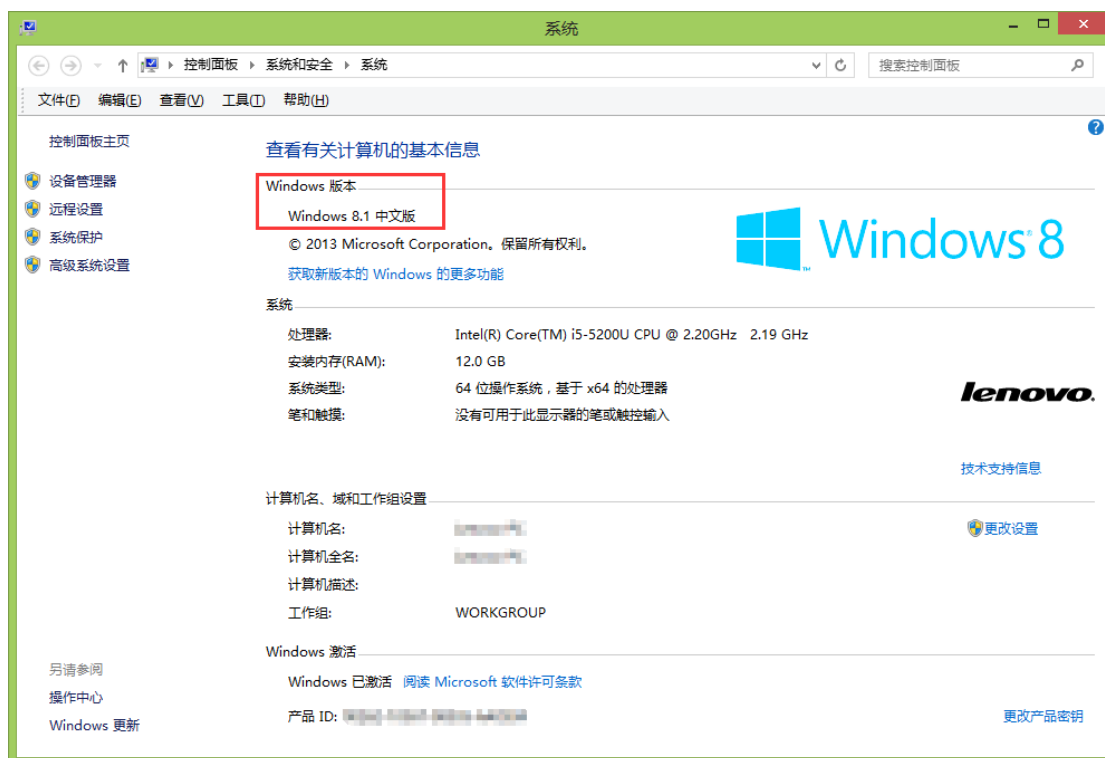 系统
控制面板 系统和安全 系统 搜索控制面板
文件(F) 编辑(E) 查看(V) 工具(T) 帮助(H)
控制面板主页
设备管理器
远程设置
系统保护
高级系统设置
另请参阅
操作中心
Windows 更新
查看有关计算机的基本信息
Windows 版本
Windows 8.1 中文版
© 2013 Microsoft Corporation。保留所有权利。
获取新版本的 Windows 的更多功能
Windows 8
系统
处理器: Intel(R) Core(TM) i5-5200U CPU @ 2.20GHz 2.19 GHz
安装内存(RAM): 12.0 GB
系统类型: 64 位操作系统，基于 x64 的处理器
笔和触摸: 没有可用于此显示器的笔或触控输入
lenovo.
技术支持信息
计算机名、域和工作组设置
计算机名:
更改设置
计算机全名:
计算机描述:
工作组: WORKGROUP
Windows 激活
Windows 已激活 阅读 Microsoft 软件许可条款
产品 ID:
更改产品密钥